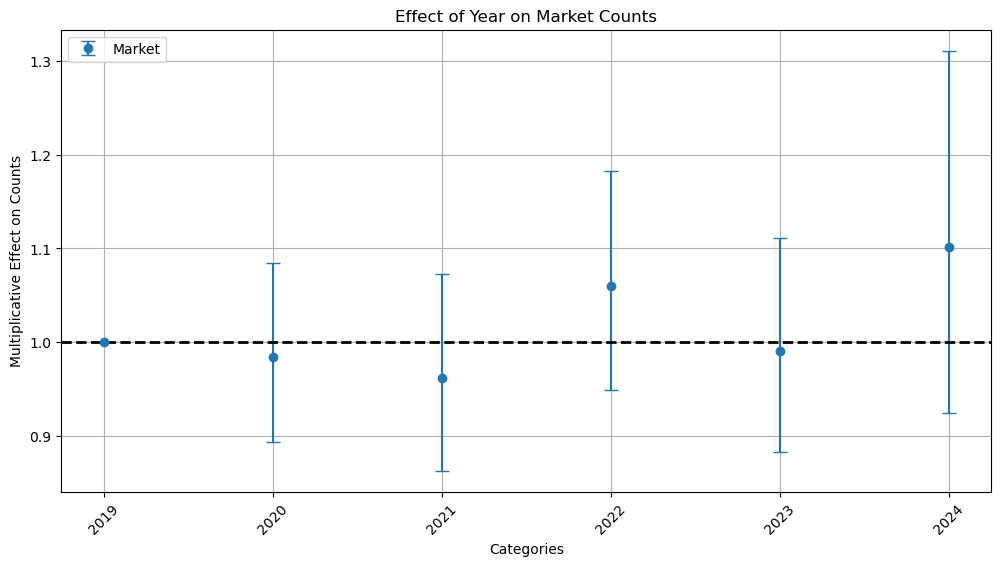 Effect of Year on Market Counts
Market
Multiplicative Effect on Counts
1.3
1.2
1.1
1.0
0.9
2019
2020
2021
2022
2023
2024
Categories